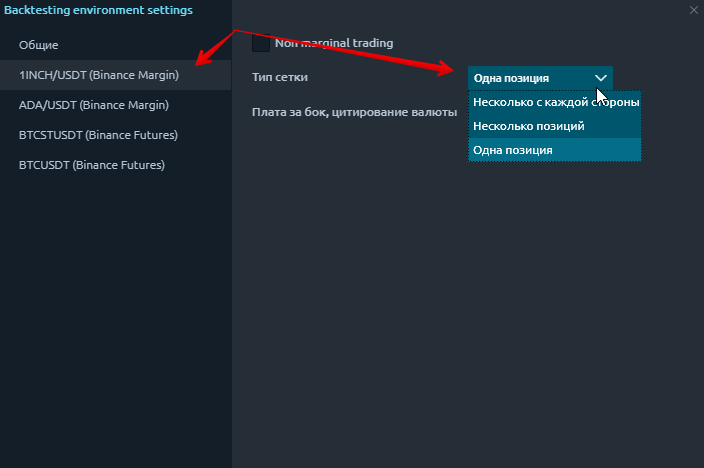 Backtesting environment settings
Общие
1INCH/USDT (Binance Margin)
ADA/USDT (Binance Margin)
BTCSTUSDT (Binance Futures)
BTCUSDT (Binance Futures)
Non marginal trading
Тип сетки
Одна позиция
Несколько с каждой стороны
Несколько позиций
Одна позиция
Плата за бок, цитирование валюты